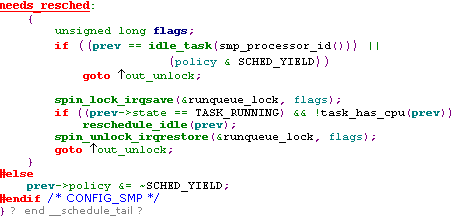 needs_resched:
{
unsigned long flags;
if ((prev == idle_task(smp_processor_id())) ||
(policy & SCHED_YIELD))
goto ↑out_unlock;
spin_lock_irqsave(&runqueue_lock, flags);
if ((prev->state == TASK_RUNNING) && !task_has_cpu(prev))
reschedule_idle(prev);
spin_unlock_irqrestore(&runqueue_lock, flags);
goto ↑out_unlock;
}
#else
prev->policy &= ~SCHED_YIELD;
#endif /* CONFIG_SMP */
} ? end __schedule_tail ?